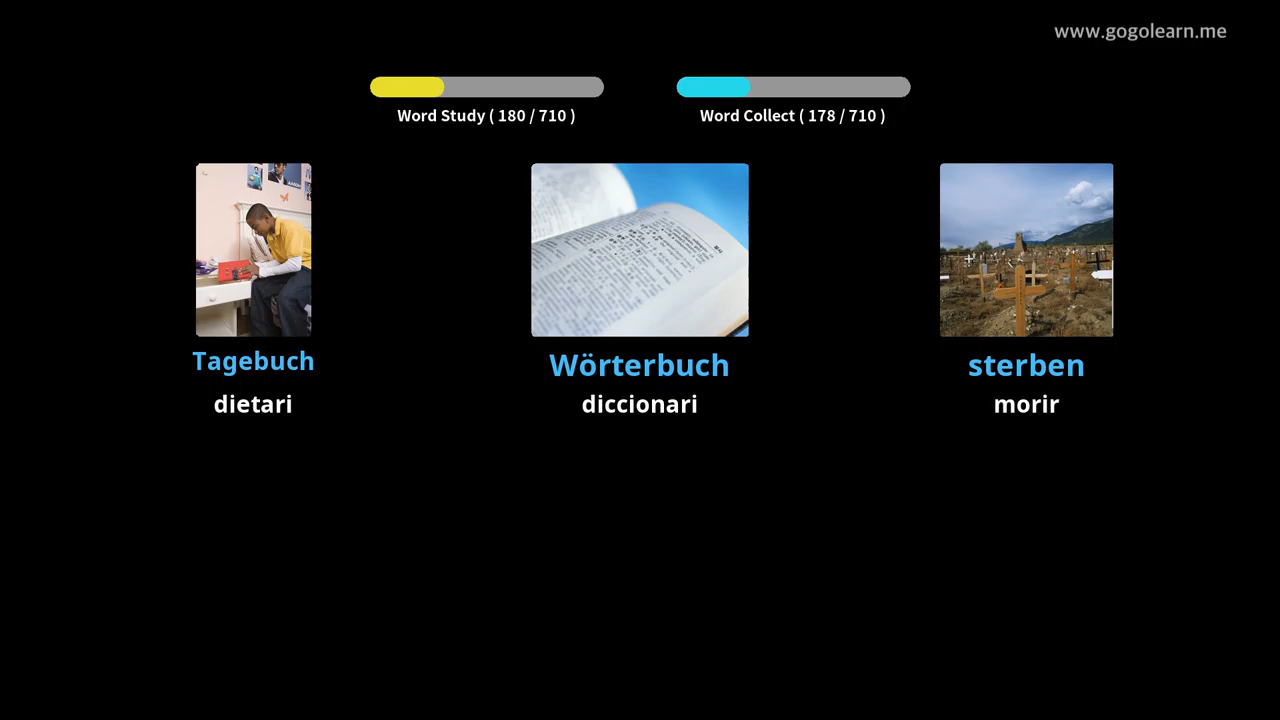 www.gogolearn.me
Word Study ( 180 / 710 )
Word Collect ( 178 / 710 )
Tagebuch
Wörterbuch
sterben
dietari
diccionari
morir